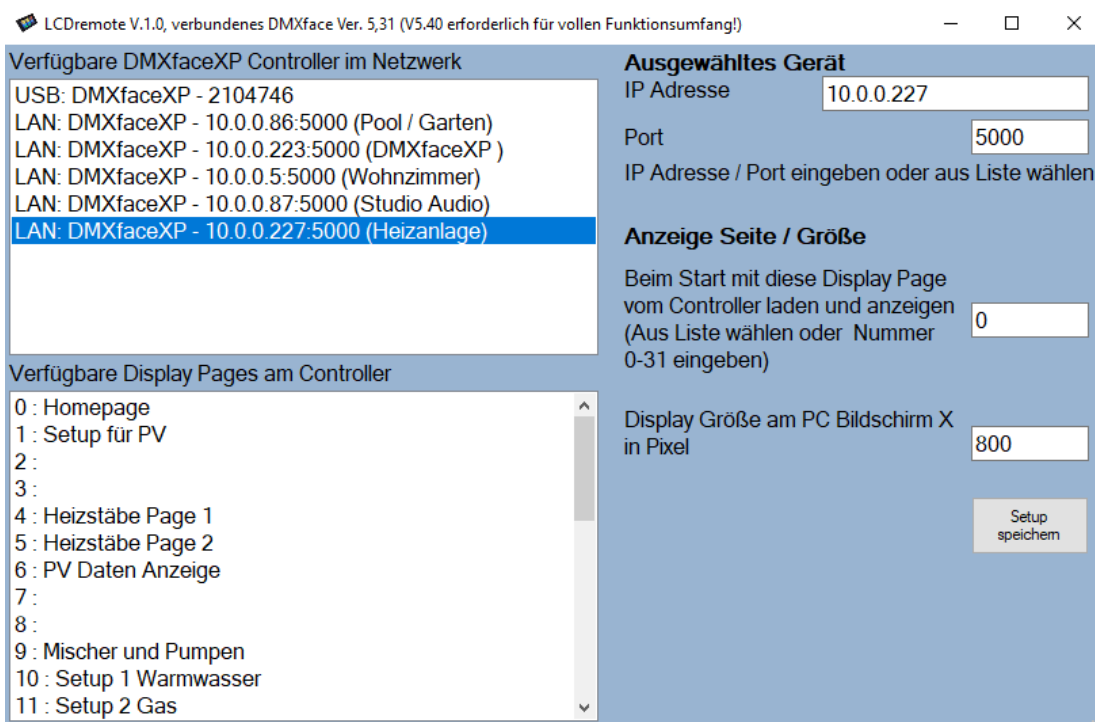 LCDremote V.1.0, verbundenes DMXface Ver. 5,31 (V5.40 erforderlich für vollen Funktionsumfang!)
Verfügbare DMXfaceXP Controller im Netzwerk
USB: DMXfaceXP - 2104746
LAN: DMXfaceXP - 10.0.0.86:5000 (Pool / Garten)
LAN: DMXfaceXP - 10.0.0.223:5000 (DMXfaceXP )
LAN: DMXfaceXP - 10.0.0.5:5000 (Wohnzimmer)
LAN: DMXfaceXP - 10.0.0.87:5000 (Studio Audio)
LAN: DMXfaceXP - 10.0.0.227:5000 (Heizanlage)
Verfügbare Display Pages am Controller
0 : Homepage
1 : Setup für PV
2 :
3 :
4 : Heizstäbe Page 1
5 : Heizstäbe Page 2
6 : PV Daten Anzeige
7 :
8 :
9 : Mischer und Pumpen
10 : Setup 1 Warmwasser
11 : Setup 2 Gas
Ausgewähltes Gerät
IP Adresse 10.0.0.227
Port 5000
IP Adresse / Port eingeben oder aus Liste wählen
Anzeige Seite / Größe
Beim Start mit diese Display Page
vom Controller laden und anzeigen
(Aus Liste wählen oder Nummer
0-31 eingeben)
0
Display Größe am PC Bildschirm X
in Pixel
800
Setup
speichern